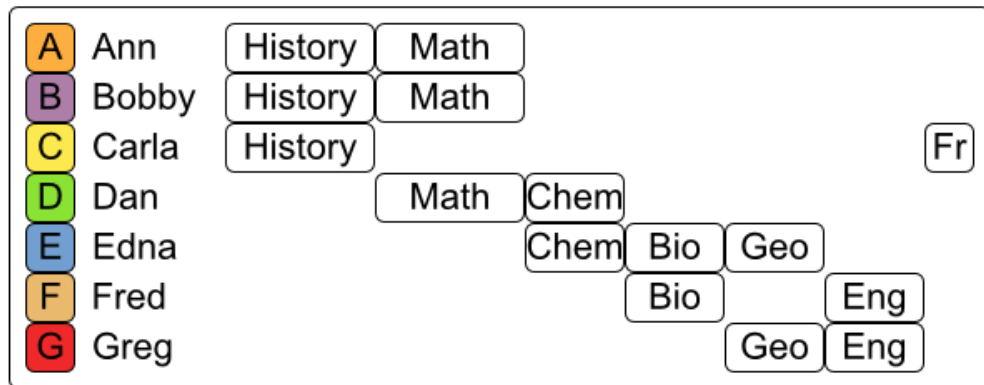 A Ann History Math
B Bobby History Math
C Carla History Fr
D Dan Math Chem
E Edna Chem Bio Geo
F Fred Bio Eng
G Greg Geo Eng